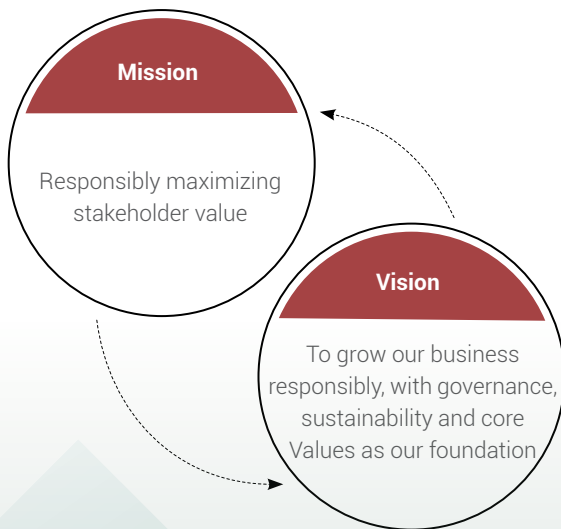 Mission
Responsibly maximizing
stakeholder value
Vision
To grow our business
responsibly, with governance,
sustainability and core
Values as our foundation